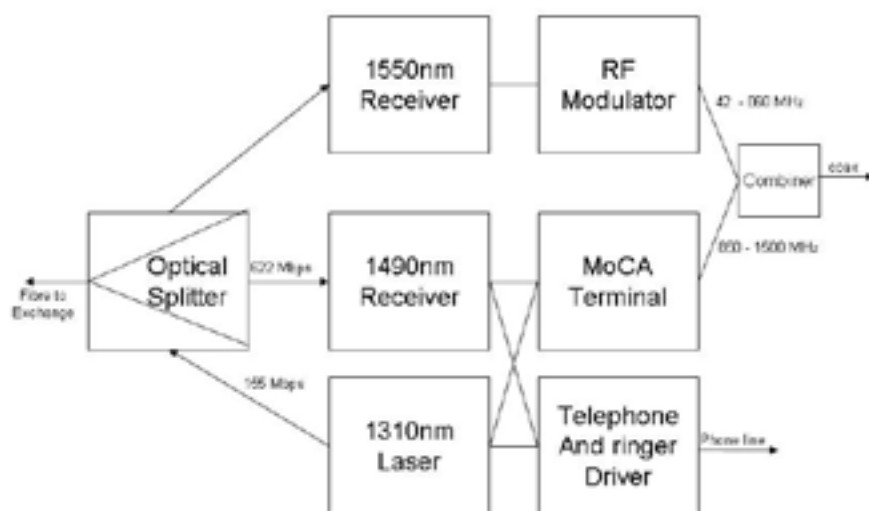 1550nm
Receiver
RF
Modulator
Combiner
coax
Optical
Splitter
622 Mbps
1490nm
Receiver
MoCA
Terminal
Fibre to
Exchange
155 Mbps
1310nm
Laser
Telephone
And ringer
Driver
Phone line